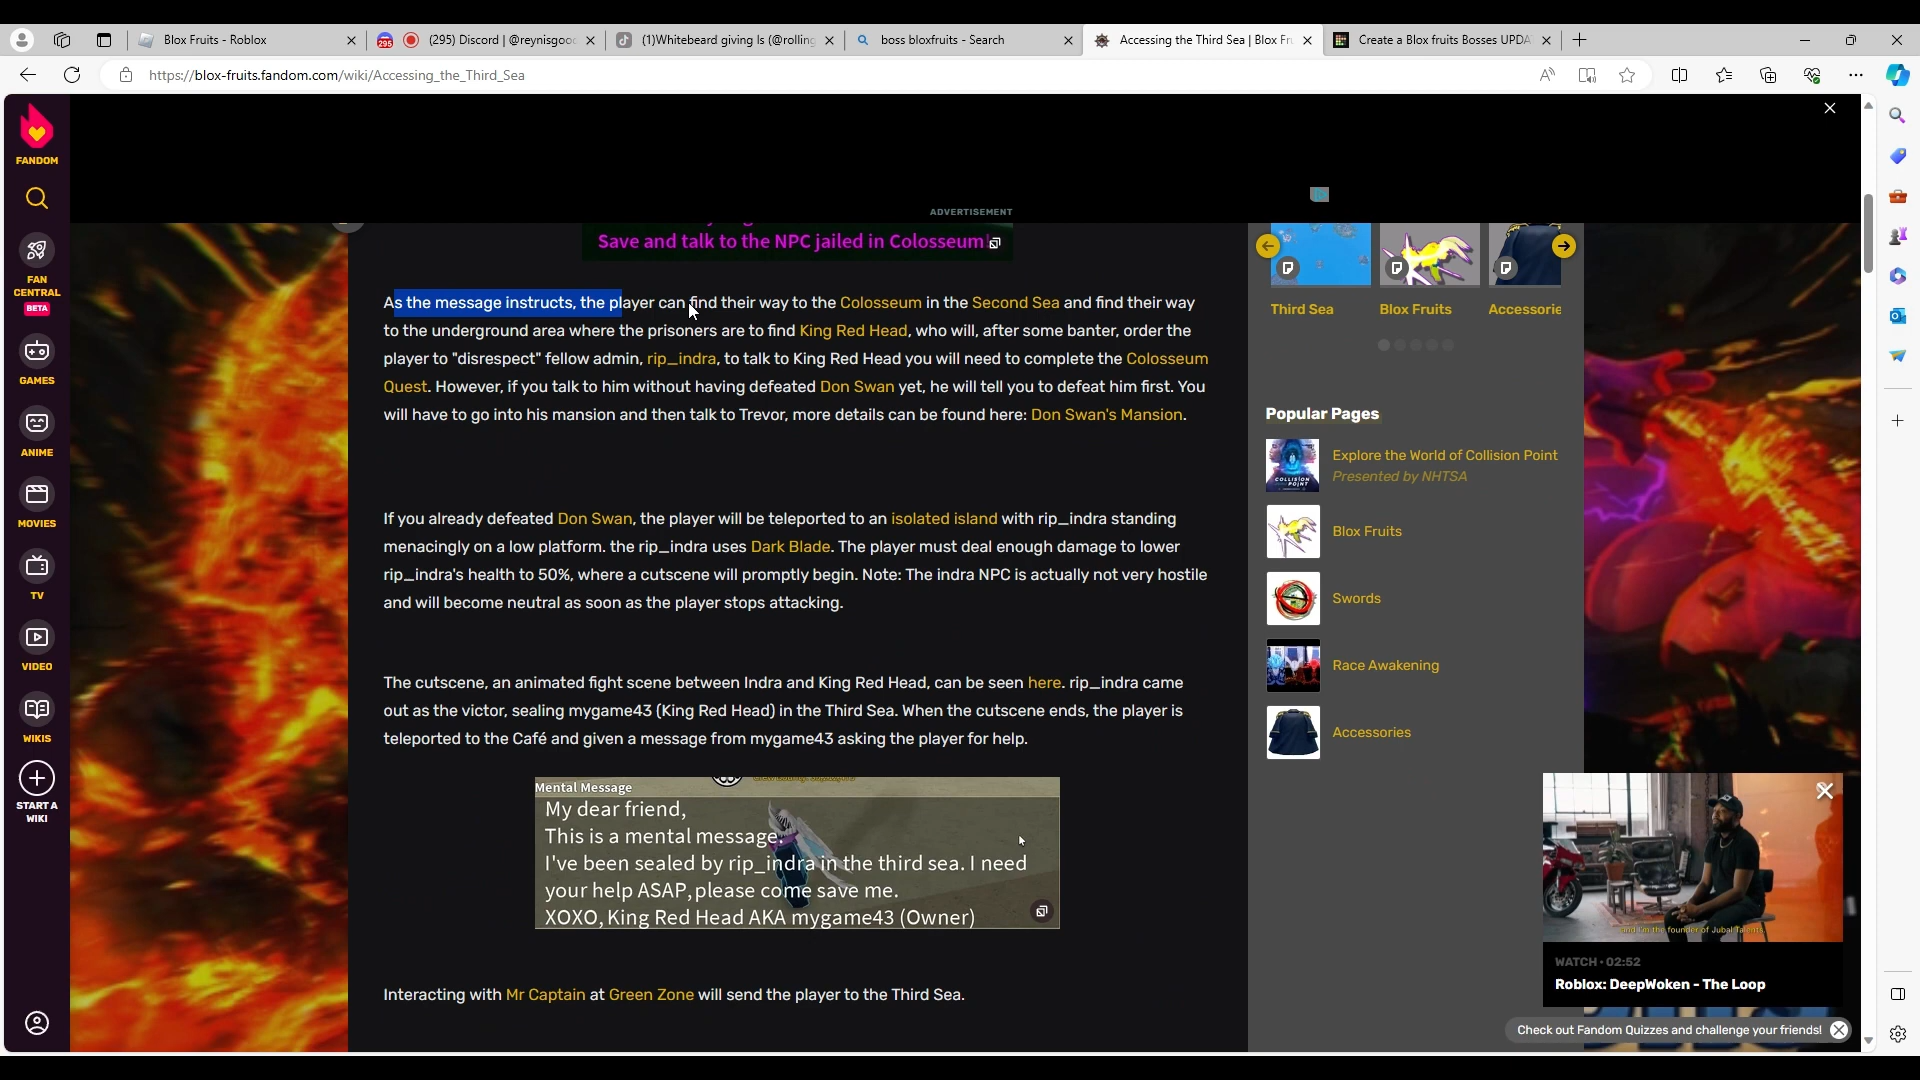 Blox Fruits - Roblox
(295) Discord | @reynisgood
(1)Whitebeard giving ls (@rolling
boss bloxfruits - Search
Accessing the Third Sea | Blox Fr
Create a Blox fruits Bosses UPDA
https://blox-fruits.fandom.com/wiki/Accessing_the_Third_Sea
FANDOM
FAN
CENTRAL
BETA
GAMES
ANIME
MOVIES
TV
VIDEO
WIKIS
START A
WIKI
ADVERTISEMENT
Save and talk to the NPC jailed in Colosseum!
As the message instructs, the player can find their way to the Colosseum in the Second Sea and find their way
to the underground area where the prisoners are to find King Red Head, who will, after some banter, order the
player to "disrespect" fellow admin, rip_indra, to talk to King Red Head you will need to complete the Colosseum
Quest. However, if you talk to him without having defeated Don Swan yet, he will tell you to defeat him first. You
will have to go into his mansion and then talk to Trevor, more details can be found here: Don Swan's Mansion.
If you already defeated Don Swan, the player will be teleported to an isolated island with rip_indra standing
menacingly on a low platform. the rip_indra uses Dark Blade. The player must deal enough damage to lower
rip_indra's health to 50%, where a cutscene will promptly begin. Note: The indra NPC is actually not very hostile
and will become neutral as soon as the player stops attacking.
The cutscene, an animated fight scene between Indra and King Red Head, can be seen here. rip_indra came
out as the victor, sealing mygame43 (King Red Head) in the Third Sea. When the cutscene ends, the player is
teleported to the Café and given a message from mygame43 asking the player for help.
Mental Message
My dear friend,
This is a mental message.
I've been sealed by rip_indra in the third sea. I need
your help ASAP, please come save me.
XOXO, King Red Head AKA mygame43 (Owner)
Interacting with Mr Captain at Green Zone will send the player to the Third Sea.
Third Sea
Blox Fruits
Accessorie
Popular Pages
Explore the World of Collision Point
Presented by NHTSA
Blox Fruits
Swords
Race Awakening
Accessories
and I'm the founder of Jubal Talents.
WATCH • 02:52
Roblox: DeepWoken - The Loop
Check out Fandom Quizzes and challenge your friends!